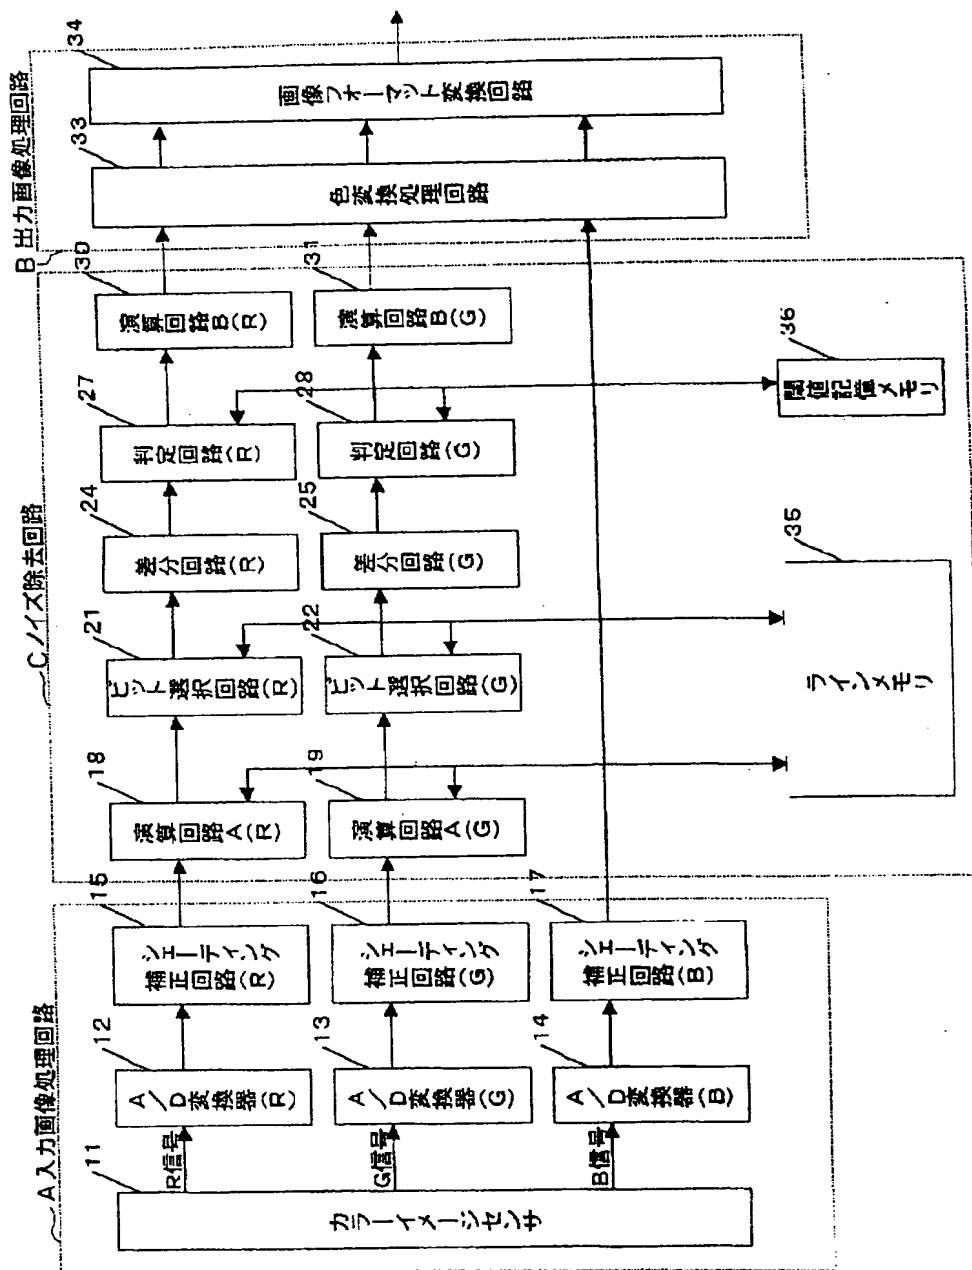 A入力画像処理回路
11
カラーイメージセンサ
R信号
G信号
B信号
12
A/D変換器(R)
13
A/D変換器(G)
14
A/D変換器(B)
15
シェーディング
補正回路(R)
16
シェーディング
補正回路(G)
17
シェーディング
補正回路(B)
Cノイズ除去回路
18
演算回路A(R)
19
演算回路A(G)
21
ビット選択回路(R)
22
ビット選択回路(G)
24
差分回路(R)
25
差分回路(G)
27
判定回路(R)
28
判定回路(G)
30
演算回路B(R)
31
演算回路B(G)
35
ラインメモリ
36
閾値記憶メモリ
B出力画像処理回路
33
色変換処理回路
34
画像フォーマット変換回路